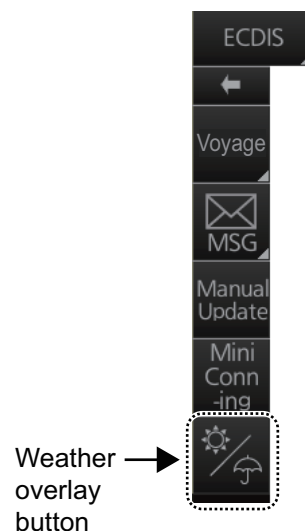 ECDIS
Voyage
MSG
Manual
Update
Mini
Conn
-ing
Weather
overlay
button